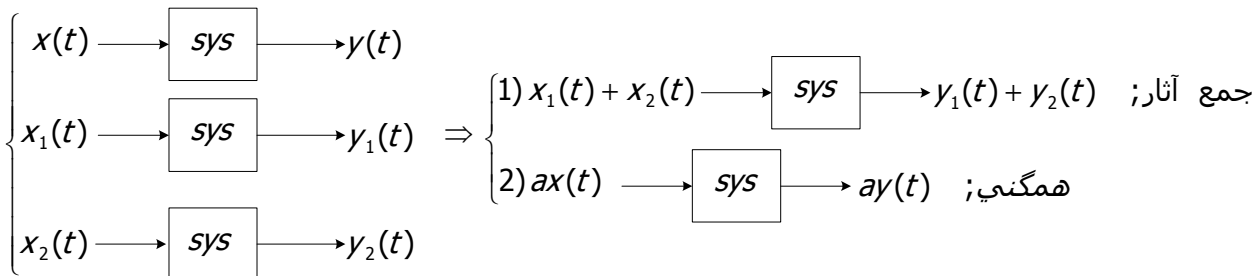 x(t) sys y(t)
x₁(t) sys y₁(t)
x₂(t) sys y₂(t)
⇒
1) x₁(t) + x₂(t) sys y₁(t) + y₂(t) جمع آثار;
2) ax(t) sys ay(t) همگني;